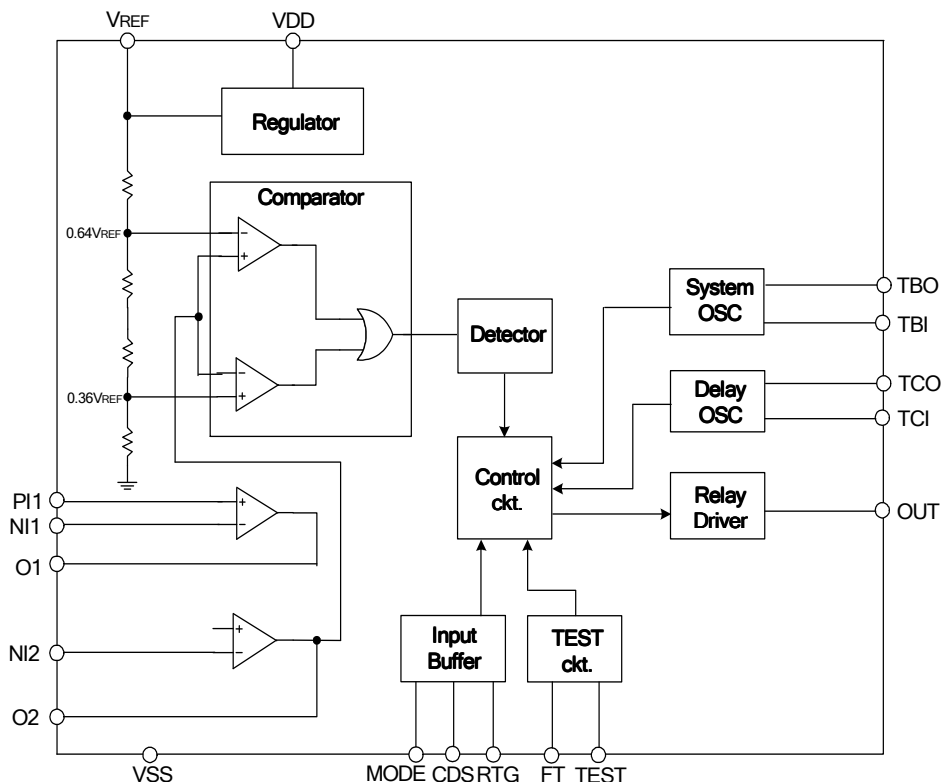 VREF
VDD
Regulator
Comparator
0.64VREF
−
+
−
+
0.36VREF
Detector
System
OSC
TBO
TBI
Delay
OSC
TCO
TCI
Control
ckt.
Relay
Driver
OUT
PI1
+
NI1
−
O1
+
NI2
−
O2
Input
Buffer
TEST
ckt.
VSS
MODE
CDS
RTG
FT
TEST